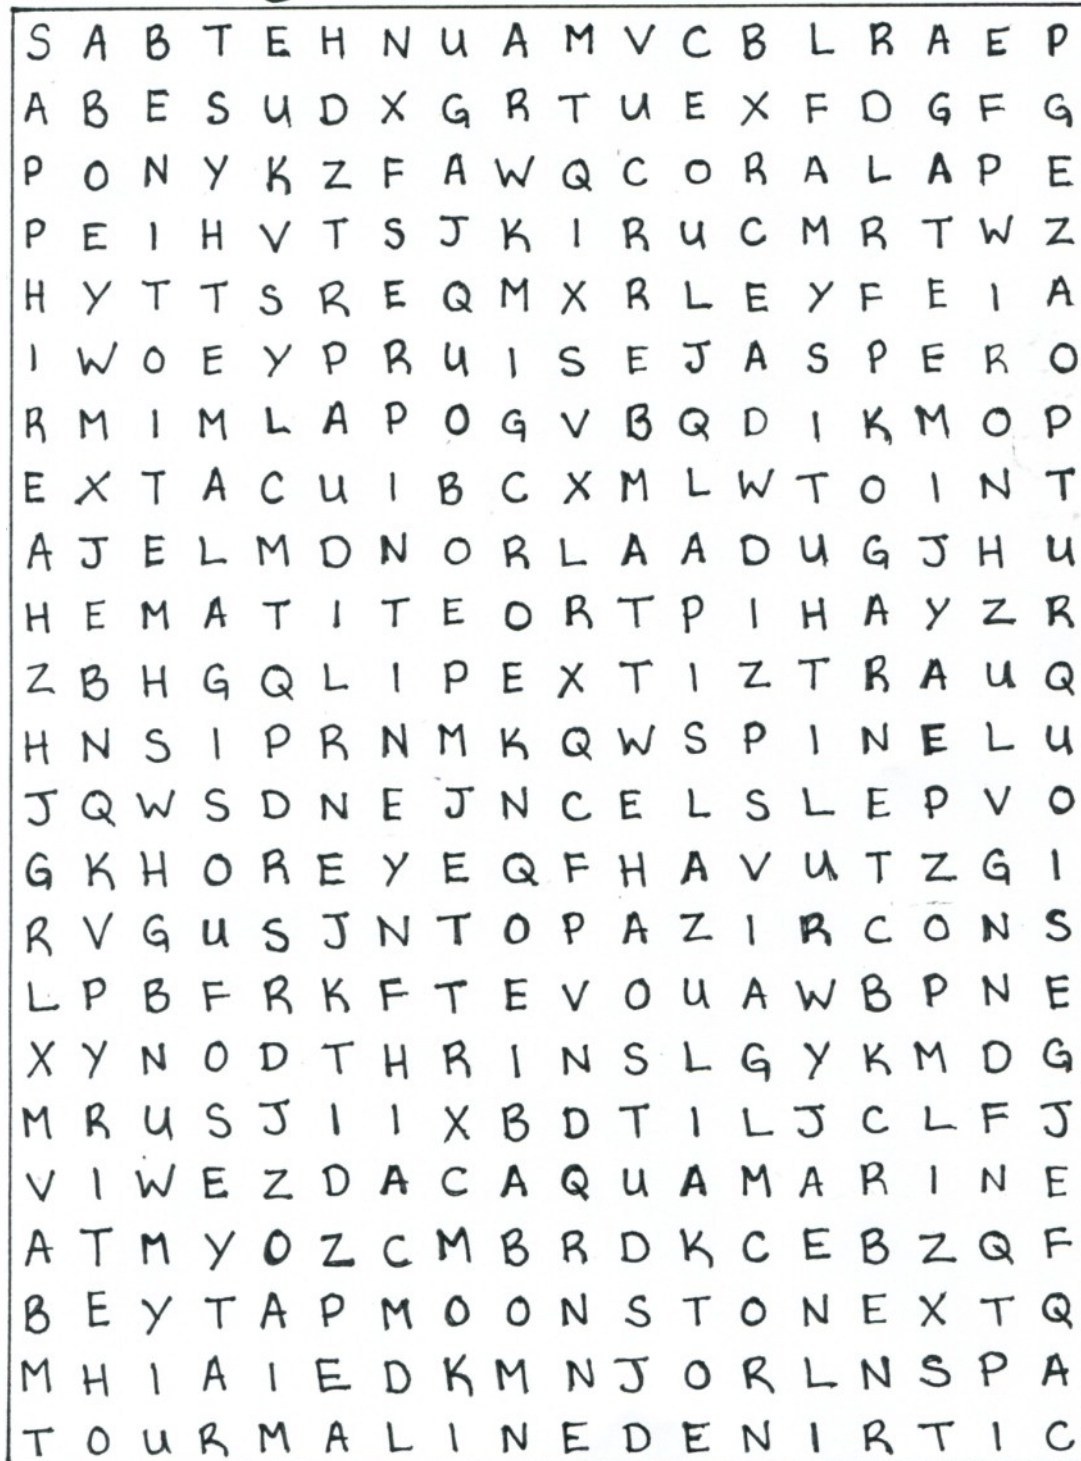 S A B T E H N U A M V C B L R A E P
A B E S U D X G R T U E X F D G F G
P O N Y K Z F A W Q C O R A L A P E
P E I H V T S J K I R U C M R T W Z
H Y T T S R E Q M X R L E Y F E I A
I W O E Y P R U I S E J A S P E R O
R M I M L A P O G V B Q D I K M O P
E X T A C U I B C X M L W T O I N T
A J E L M D N O R L A A D U G J H U
H E M A T I T E O R T P I H A Y Z R
Z B H G Q L I P E X T I Z T R A U Q
H N S I P R N M K Q W S P I N E L U
J Q W S D N E J N C E L S L E P V O
G K H O R E Y E Q F H A V U T Z G I
R V G U S J N T O P A Z I R C O N S
L P B F R K F T E V O U A W B P N E
X Y N O D T H R I N S L G Y K M D G
M R U S J I I X B D T I L J C L F J
V I W E Z D A C A Q U A M A R I N E
A T M Y O Z C M B R D K C E B Z Q F
B E Y T A P M O O N S T O N E X T Q
M H I A I E D K M N J O R L N S P A
T O U R M A L I N E D E N I R T I C